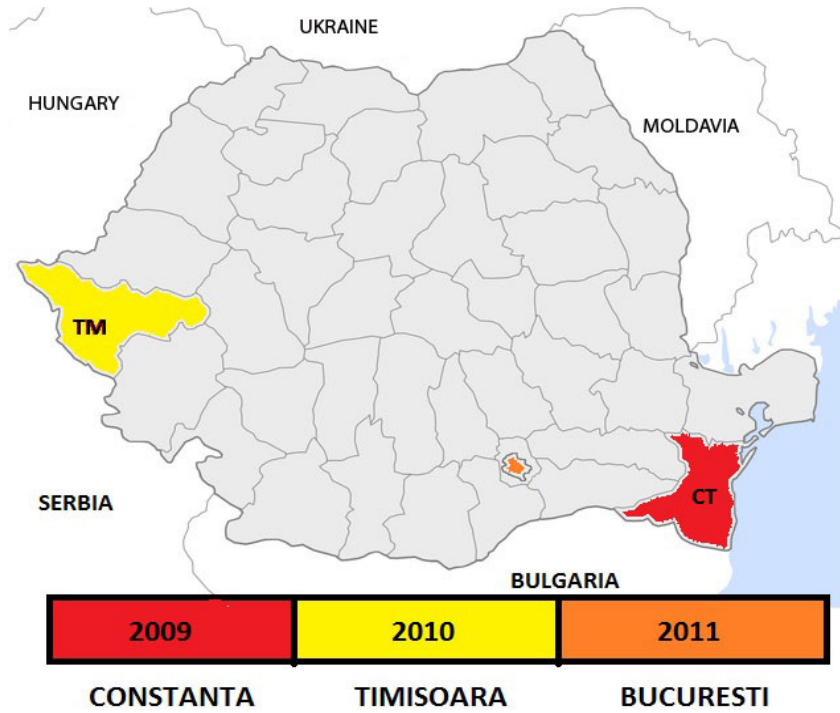 UKRAINE
HUNGARY
MOLDAVIA
TM
CT
SERBIA
BULGARIA
2009 2010 2011
CONSTANTA TIMISOARA BUCURESTI